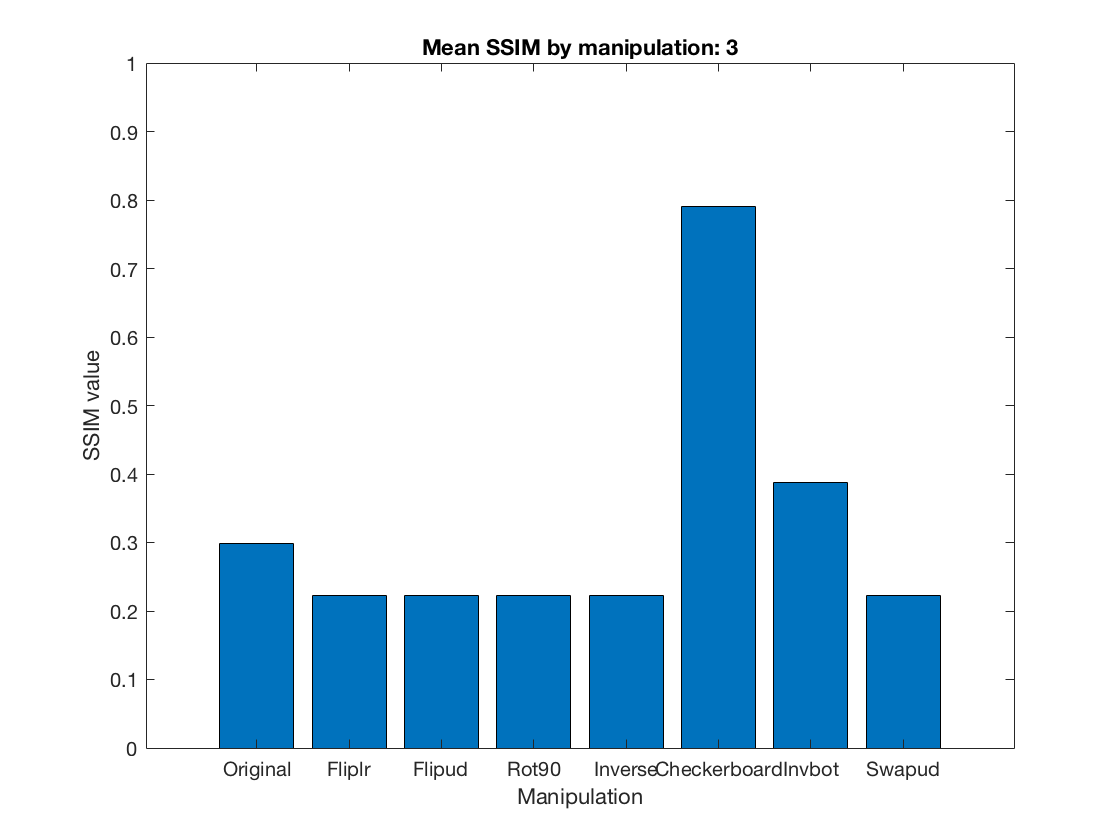 Mean SSIM by manipulation: 3
1
0.9
0.8
0.7
0.6
0.5
0.4
0.3
0.2
0.1
0
SSIM value
Original Fliplr Flipud Rot90 Inverse Checkerboard Invbot Swapud
Manipulation